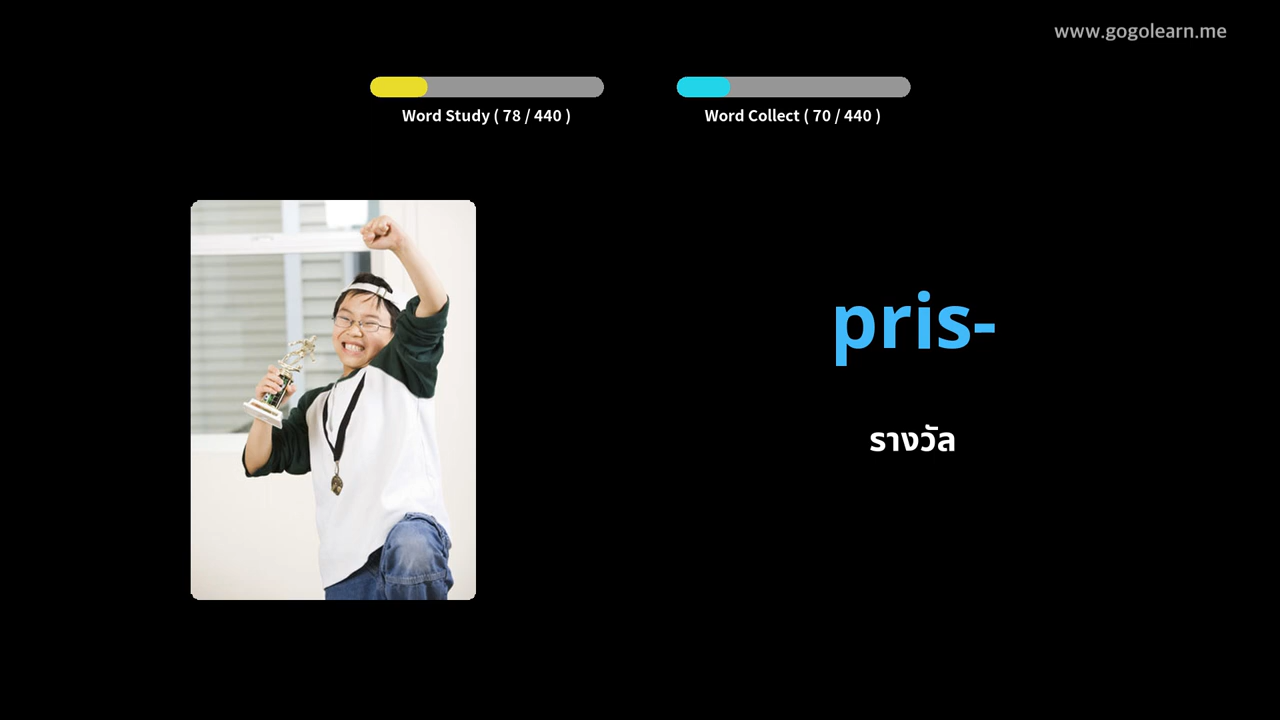 www.gogolearn.me
Word Study ( 78 / 440 )
Word Collect ( 70 / 440 )
pris-
รางวัล